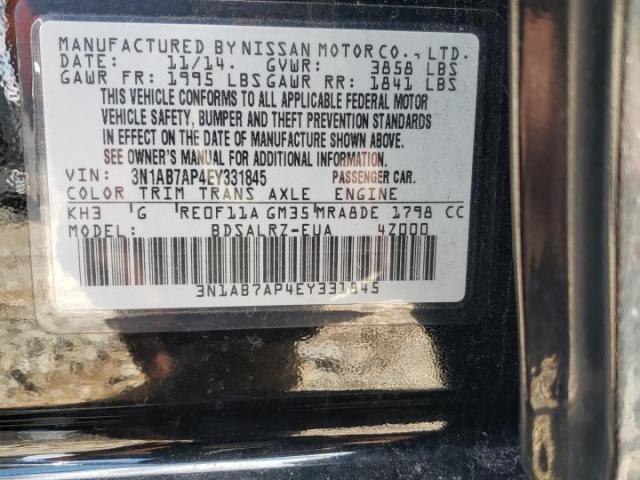 MANUFACTURED BY NISSAN MOTOR CO., LTD.
DATE: 11/14. GVWR: 3858 LBS
GAWR FR: 1995 LBS GAWR RR: 1841 LBS
THIS VEHICLE CONFORMS TO ALL APPLICABLE FEDERAL MOTOR
VEHICLE SAFETY, BUMPER AND THEFT PREVENTION STANDARDS
IN EFFECT ON THE DATE OF MANUFACTURE SHOWN ABOVE.
SEE OWNER'S MANUAL FOR ADDITIONAL INFORMATION.
VIN: 3N1AB7AP4EY331845 PASSENGER CAR.
COLOR TRIM TRANS AXLE ENGINE
KH3 G RE0F11A GM35 MRA8DE 1798 CC
MODEL: BDSALRZ-EUA 4Z000
3N1AB7AP4EY331845